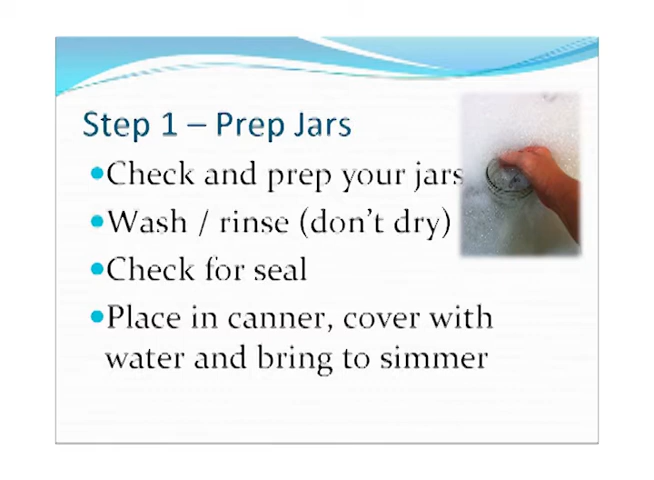 Step 1 – Prep Jars
•Check and prep your jars
•Wash / rinse (don't dry)
•Check for seal
•Place in canner, cover with
water and bring to simmer